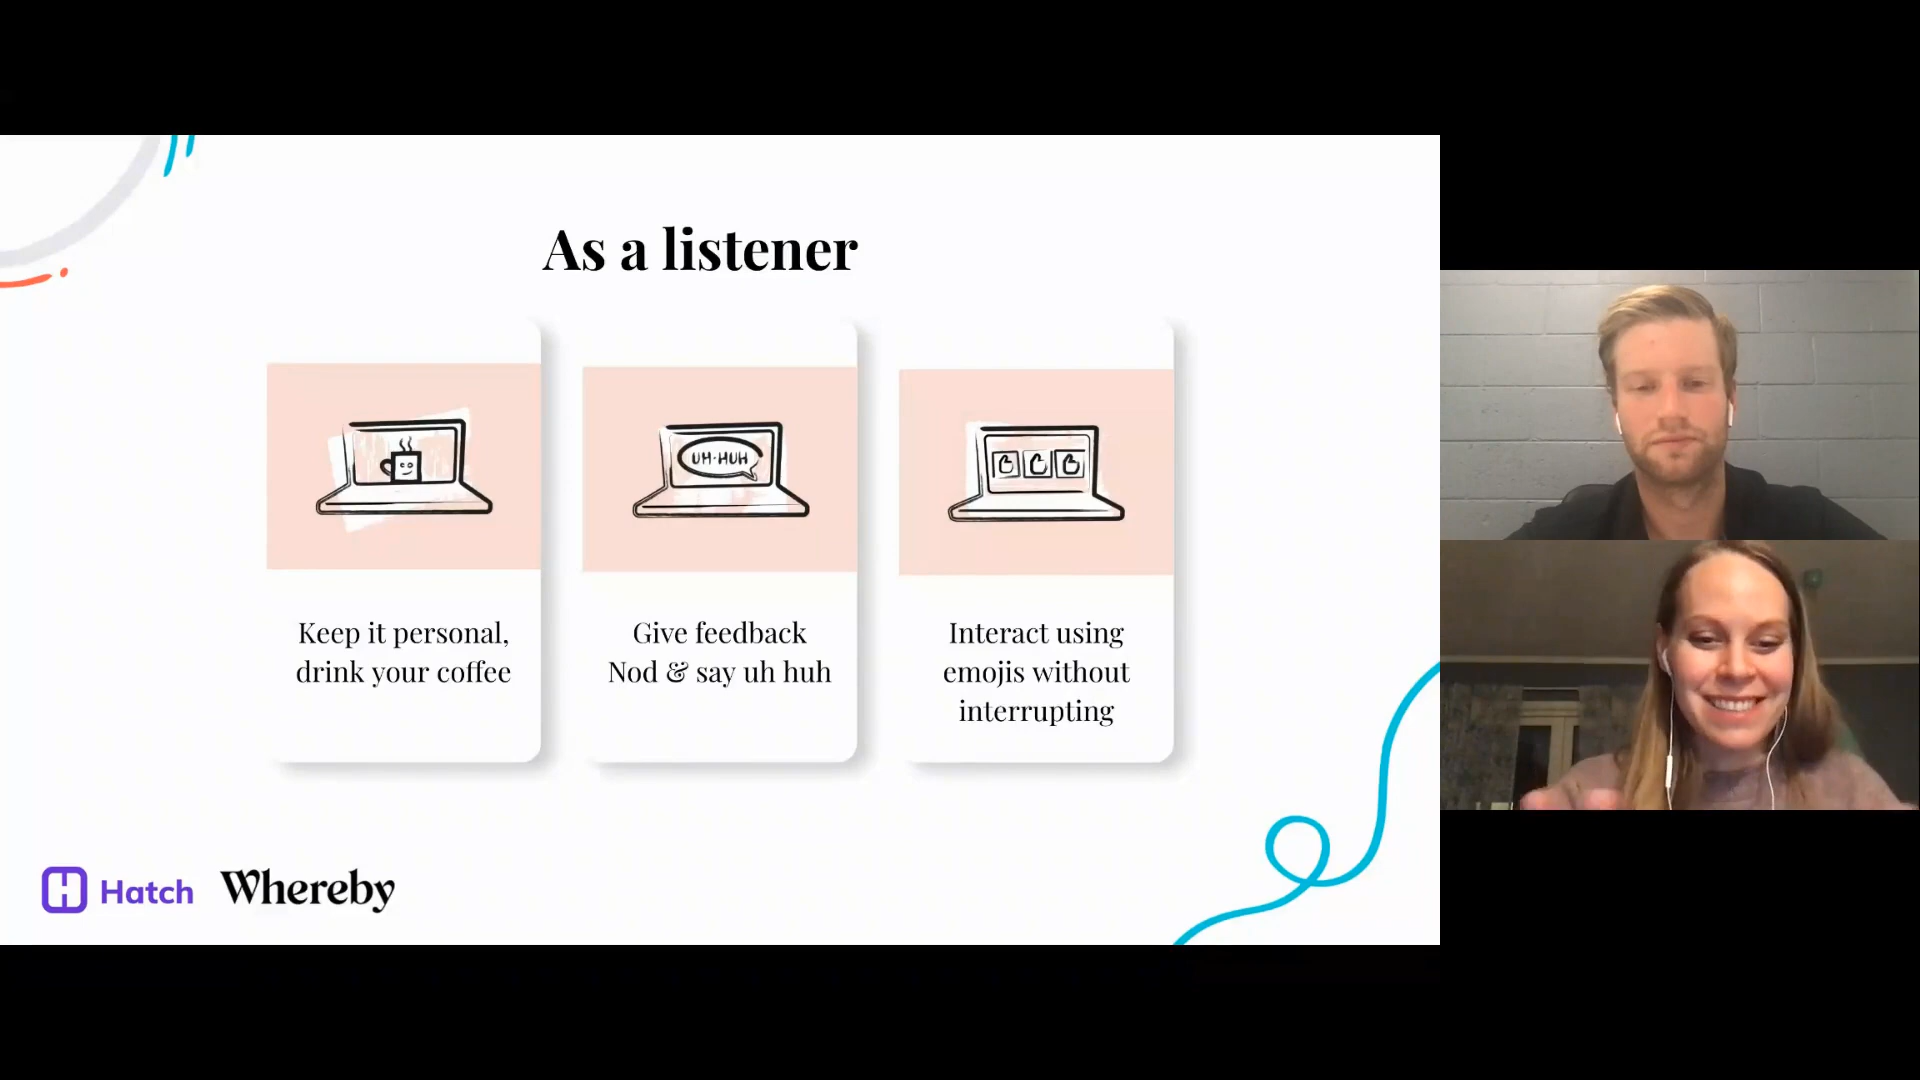 As a listener
UH-HUH
Keep it personal,
drink your coffee
Give feedback
Nod & say uh huh
Interact using
emojis without
interrupting
Hatch
Whereby